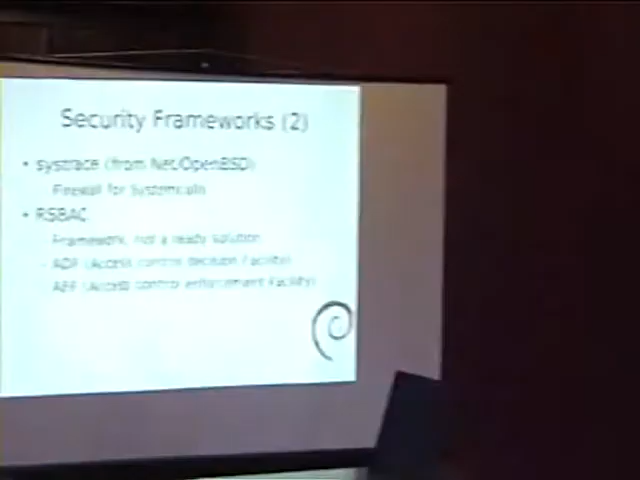 Security Frameworks (2)
• systrace (from Net/OpenBSD)
Firewall for Systemcalls
• RSBAC
Framework, not a ready solution
- ADF (Access control decision Facility)
AEF (Access control enforcement Facility)